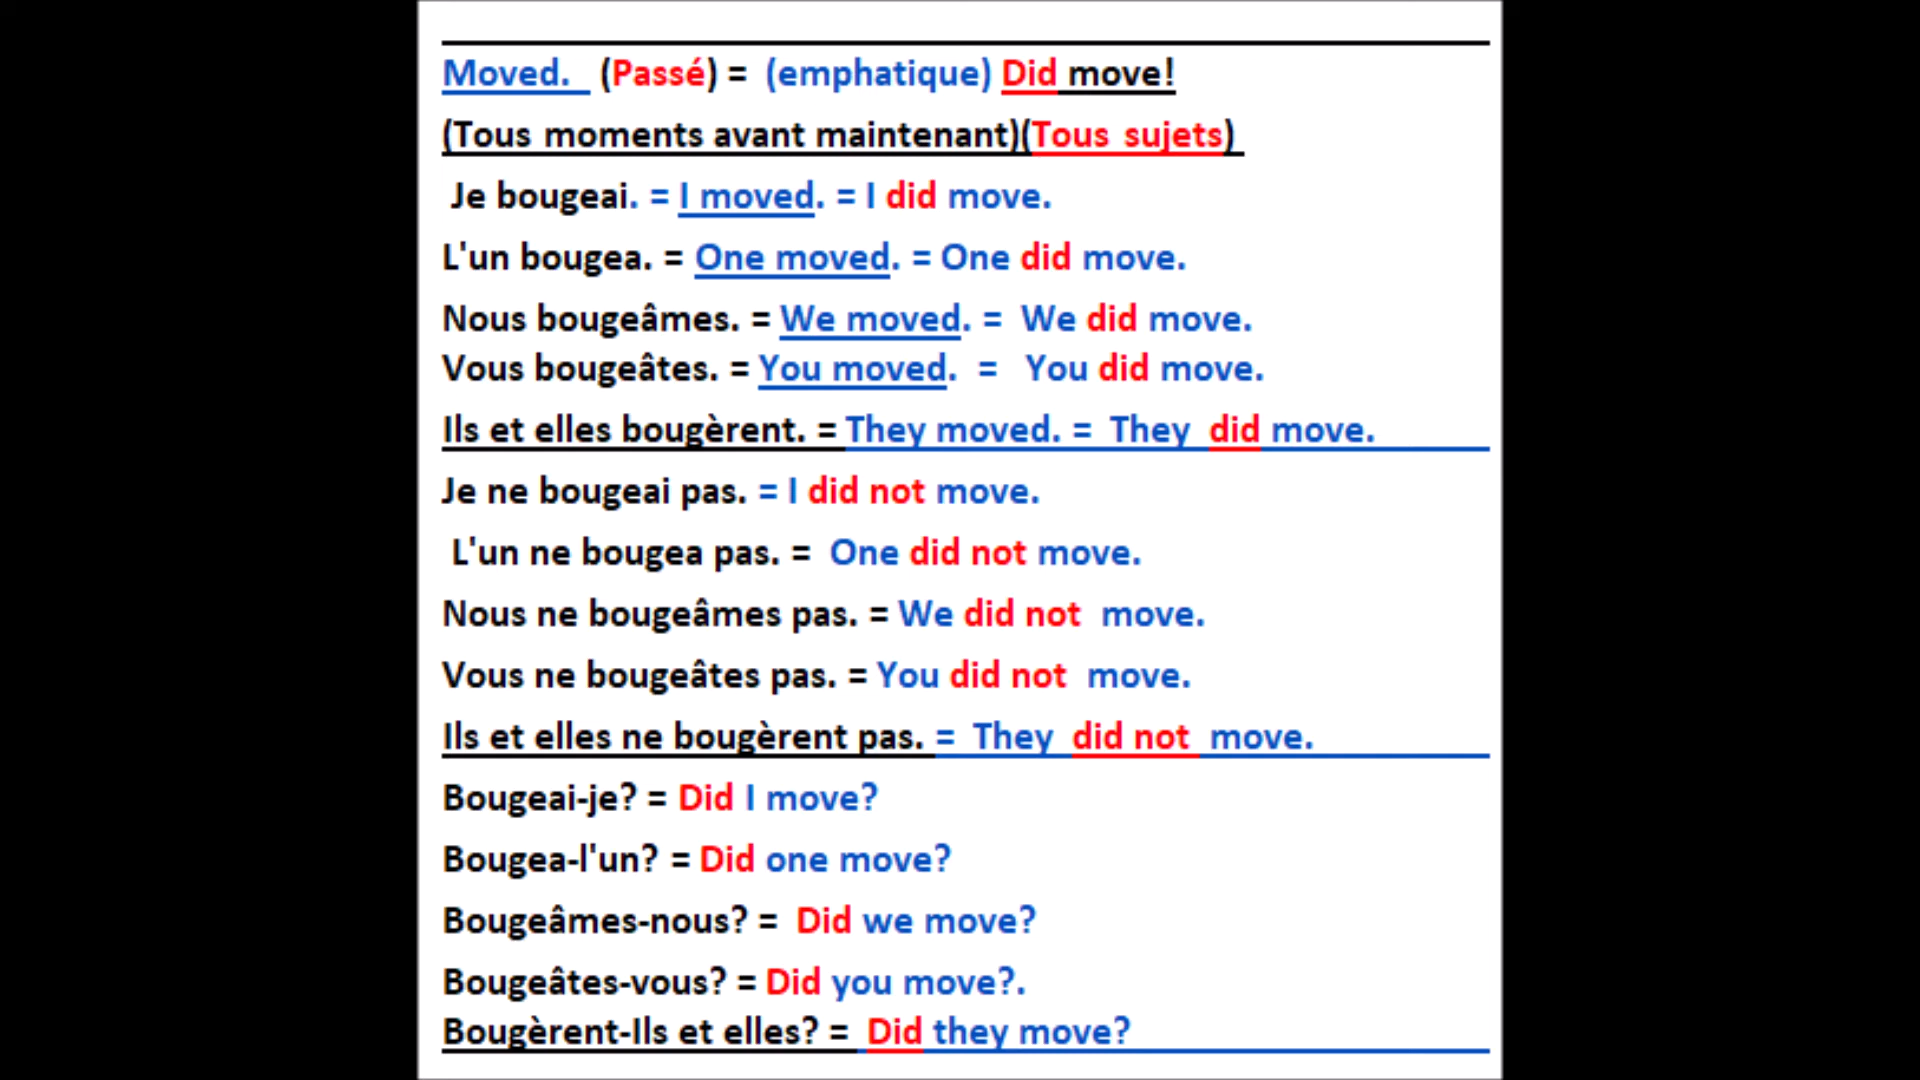 Moved. (Passé) = (emphatique) Did move!
(Tous moments avant maintenant)(Tous sujets)
Je bougeai. = I moved. = I did move.
L'un bougea. = One moved. = One did move.
Nous bougeâmes. = We moved. = We did move.
Vous bougeâtes. = You moved. = You did move.
Ils et elles bougèrent. = They moved. = They did move.
Je ne bougeai pas. = I did not move.
L'un ne bougea pas. = One did not move.
Nous ne bougeâmes pas. = We did not move.
Vous ne bougeâtes pas. = You did not move.
Ils et elles ne bougèrent pas. = They did not move.
Bougeai-je? = Did I move?
Bougea-l'un? = Did one move?
Bougeâmes-nous? = Did we move?
Bougeâtes-vous? = Did you move?.
Bougèrent-Ils et elles? = Did they move?